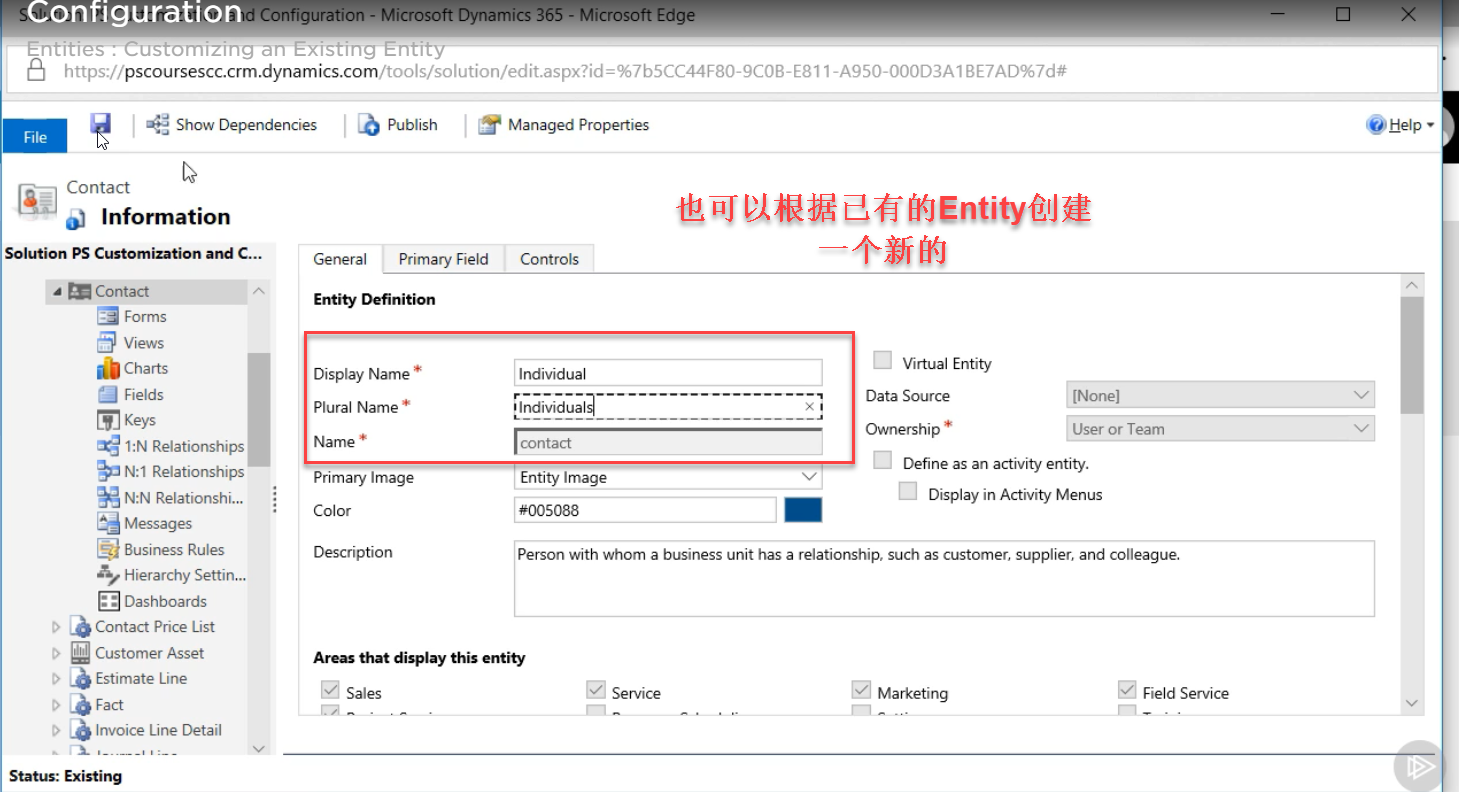 Solution PS Customization and Configuration - Microsoft Dynamics 365 - Microsoft Edge
Configuration
Entities : Customizing an Existing Entity
https://pscoursescc.crm.dynamics.com/tools/solution/edit.aspx?id=%7b5CC44F80-9C0B-E811-A950-000D3A1BE7AD%7d#
File
Show Dependencies
Publish
Managed Properties
Help
Contact
Information
也可以根据已有的Entity创建
一个新的
Solution PS Customization and C...
Contact
Forms
Views
Charts
Fields
Keys
1:N Relationships
N:1 Relationships
N:N Relationshi...
Messages
Business Rules
Hierarchy Settin...
Dashboards
Contact Price List
Customer Asset
Estimate Line
Fact
Invoice Line Detail
Journal Line
General
Primary Field
Controls
Entity Definition
Display Name *
Individual
Plural Name *
Individuals
Name *
contact
Primary Image
Entity Image
Color
#005088
Description
Person with whom a business unit has a relationship, such as customer, supplier, and colleague.
Virtual Entity
Data Source
[None]
Ownership *
User or Team
Define as an activity entity.
Display in Activity Menus
Areas that display this entity
Sales
Service
Marketing
Field Service
Status: Existing